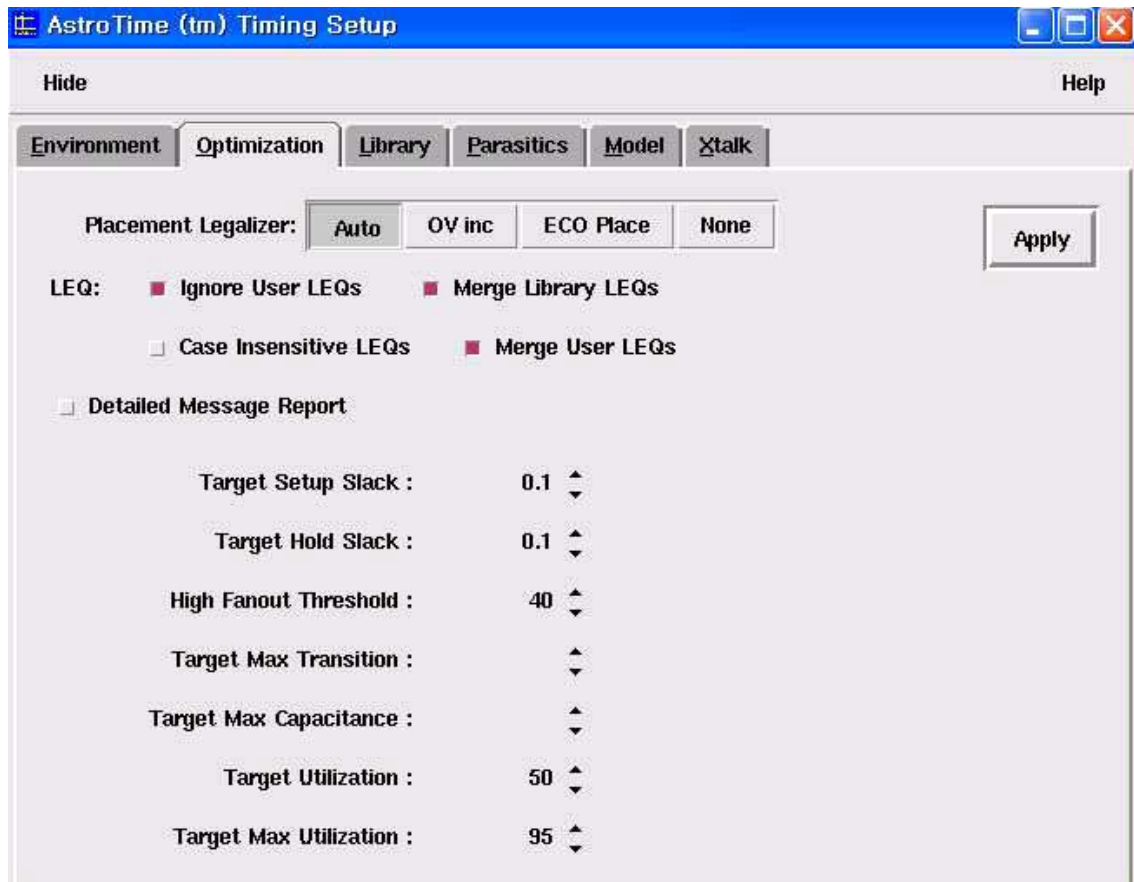 AstroTime (tm) Timing Setup
Hide Help
Environment Optimization Library Parasitics Model Xtalk
Placement Legalizer: Auto OV inc ECO Place None
Apply
LEQ: Ignore User LEQs Merge Library LEQs
Case Insensitive LEQs Merge User LEQs
Detailed Message Report
Target Setup Slack : 0.1
Target Hold Slack : 0.1
High Fanout Threshold : 40
Target Max Transition :
Target Max Capacitance :
Target Utilization : 50
Target Max Utilization : 95